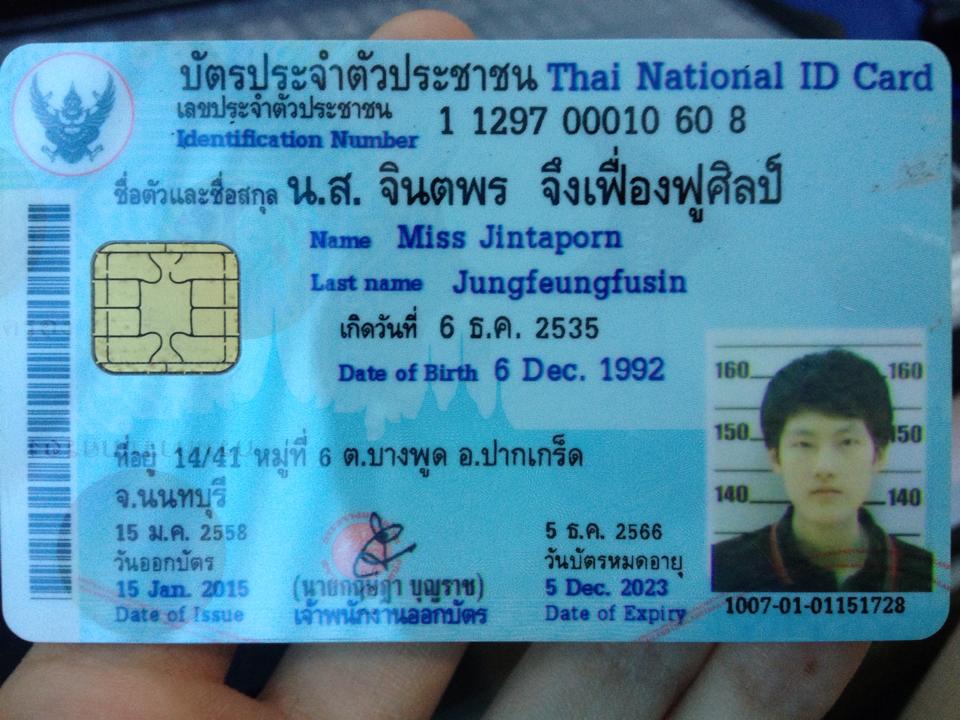 บัตรประจำตัวประชาชน Thai National ID Card
เลขประจำตัวประชาชน
Identification Number 1 1297 00010 60 8
ชื่อตัวและชื่อสกุล น.ส. จินตพร จึงเฟื่องฟูศิลป์
Name Miss Jintaporn
Last name Jungfeungfusin
เกิดวันที่ 6 ธ.ค. 2535
Date of Birth 6 Dec. 1992
160 160
150 150
140 140
ที่อยู่ 14/41 หมู่ที่ 6 ต.บางพูด อ.ปากเกร็ด
จ.นนทบุรี
15 ม.ค. 2558
วันออกบัตร
15 Jan. 2015
Date of Issue
(นายกฤษฎา บุญราช)
เจ้าพนักงานออกบัตร
5 ธ.ค. 2566
วันบัตรหมดอายุ
5 Dec. 2023
Date of Expiry
1007-01-01151728